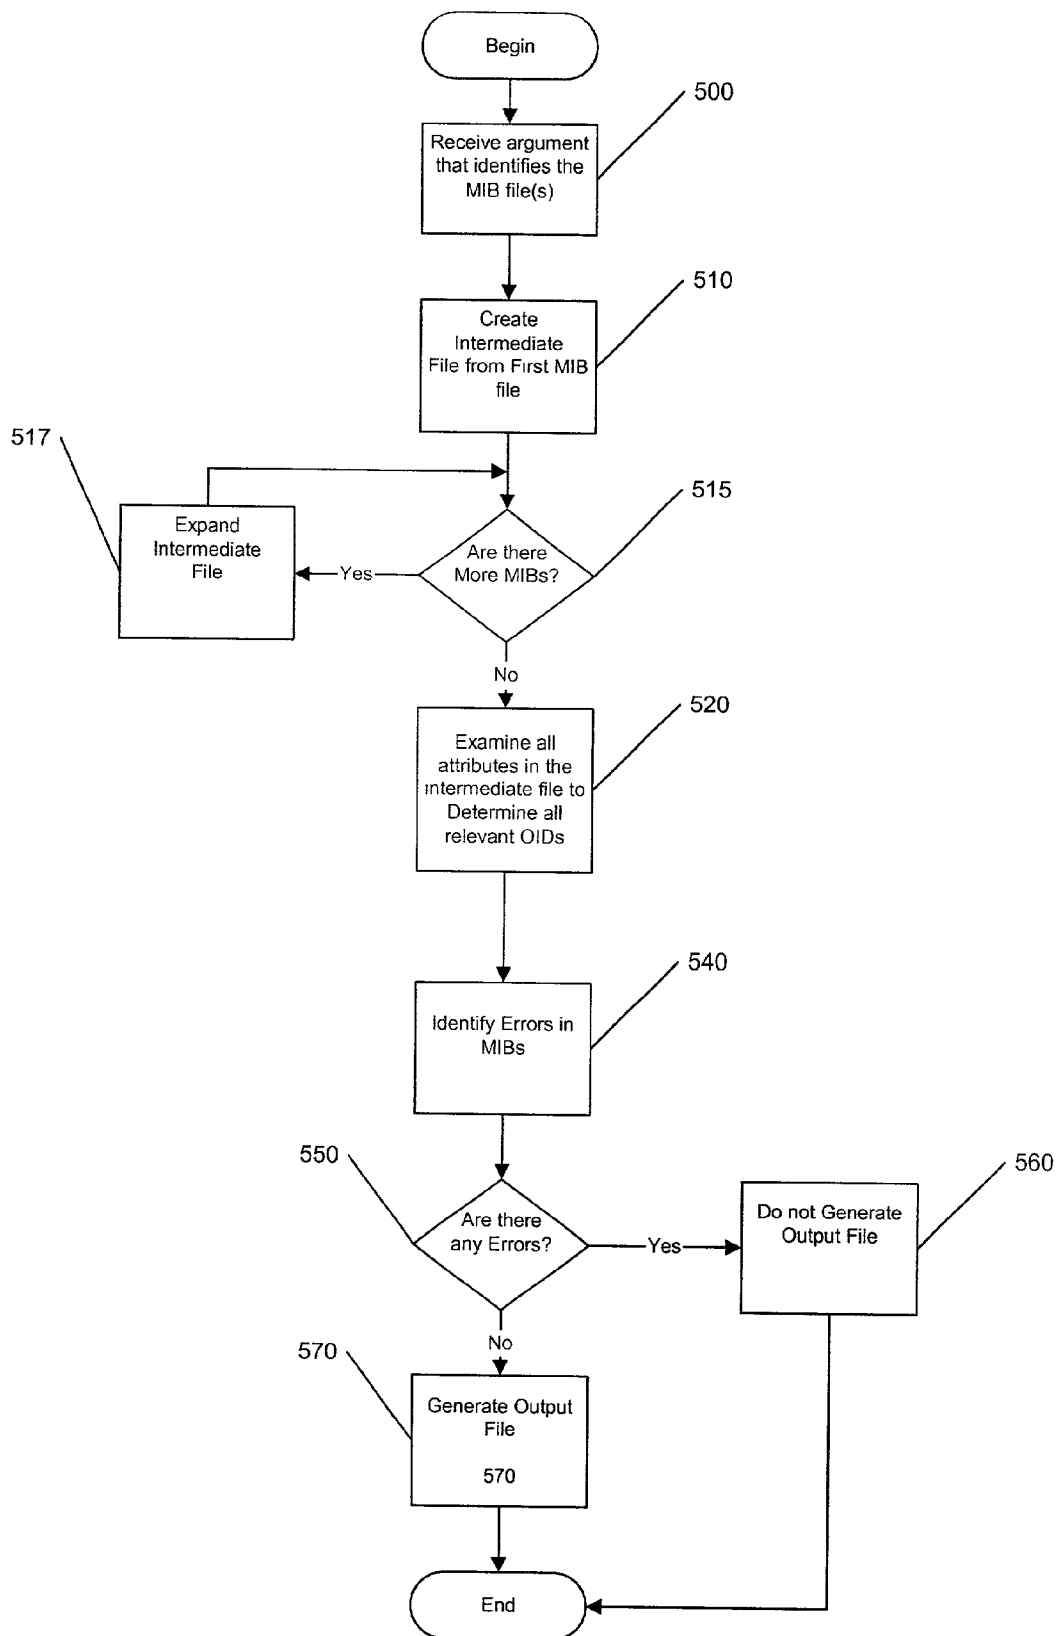 Begin
500
Receive argument
that identifies the
MIB file(s)
510
Create
Intermediate
File from First MIB
file
517
515
Expand
Intermediate
File
Are there
More MIBs?
Yes
No
520
Examine all
attributes in the
intermediate file to
Determine all
relevant OIDs
540
Identify Errors in
MIBs
550
560
Are there
any Errors?
Yes
Do not Generate
Output File
No
570
Generate Output
File
570
End